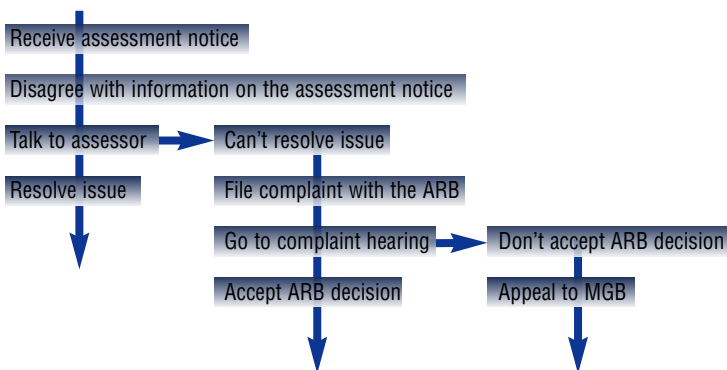 Receive assessment notice
Disagree with information on the assessment notice
Talk to assessor
Can't resolve issue
Resolve issue
File complaint with the ARB
Go to complaint hearing
Don't accept ARB decision
Accept ARB decision
Appeal to MGB